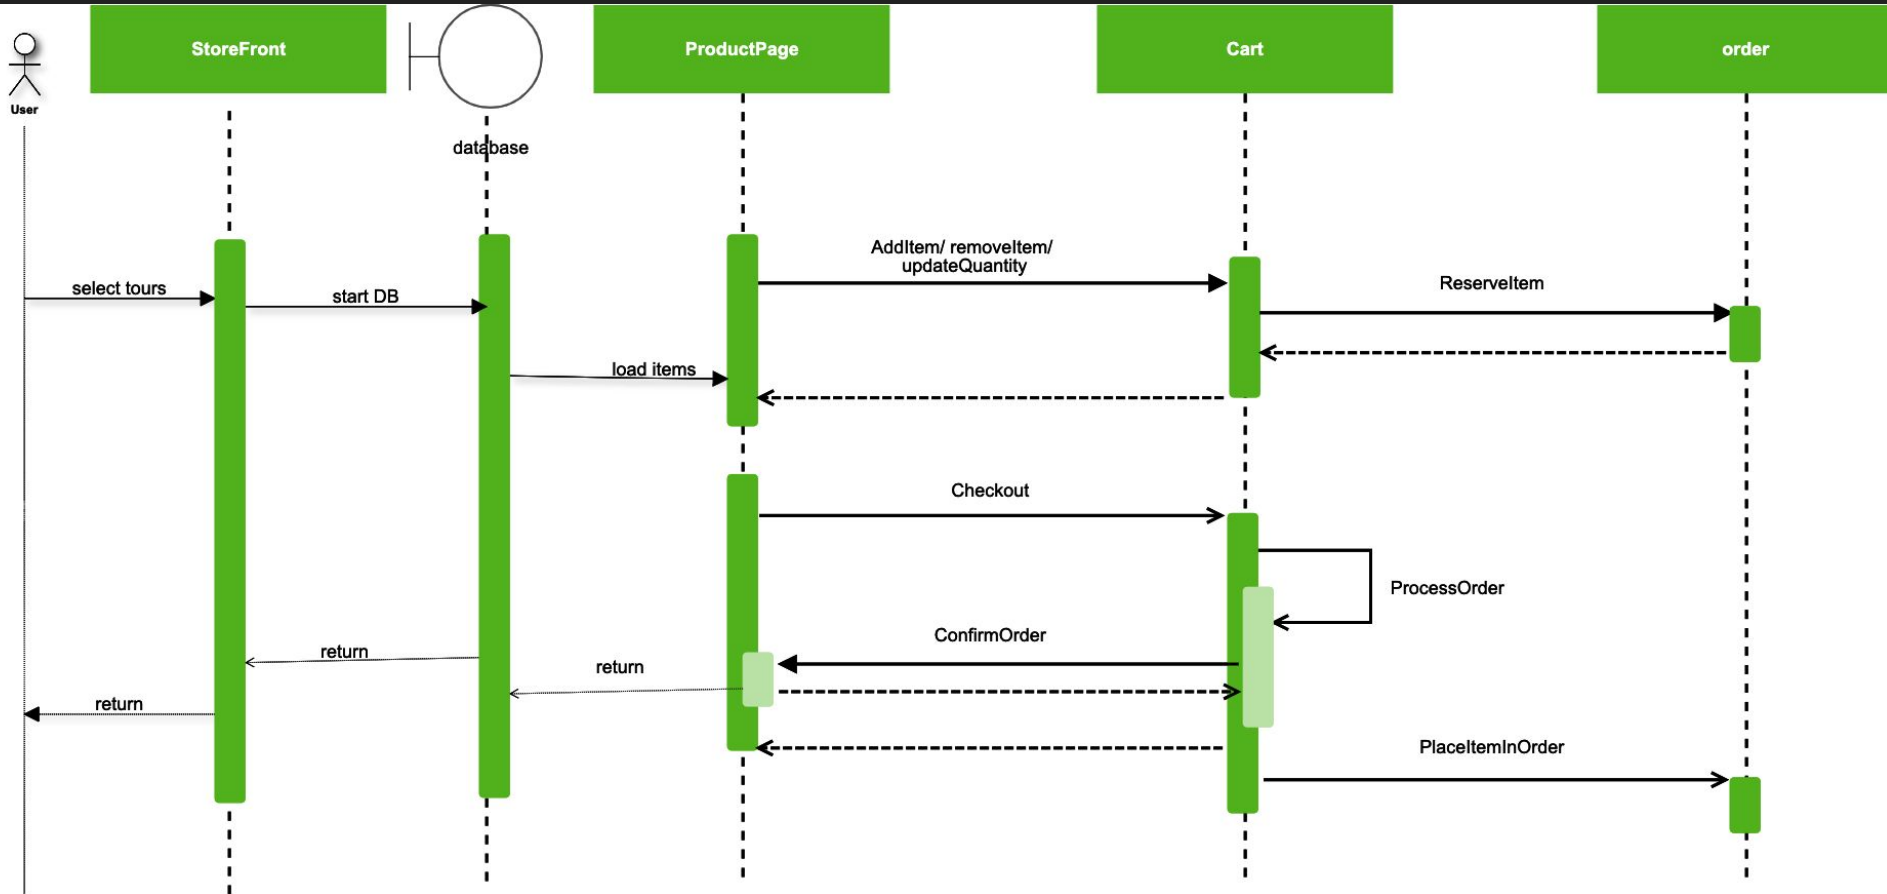 StoreFront
ProductPage
Cart
order
User
database
AddItem/ removeItem/
updateQuantity
select tours
start DB
ReserveItem
load items
Checkout
ProcessOrder
ConfirmOrder
return
return
return
PlaceItemInOrder